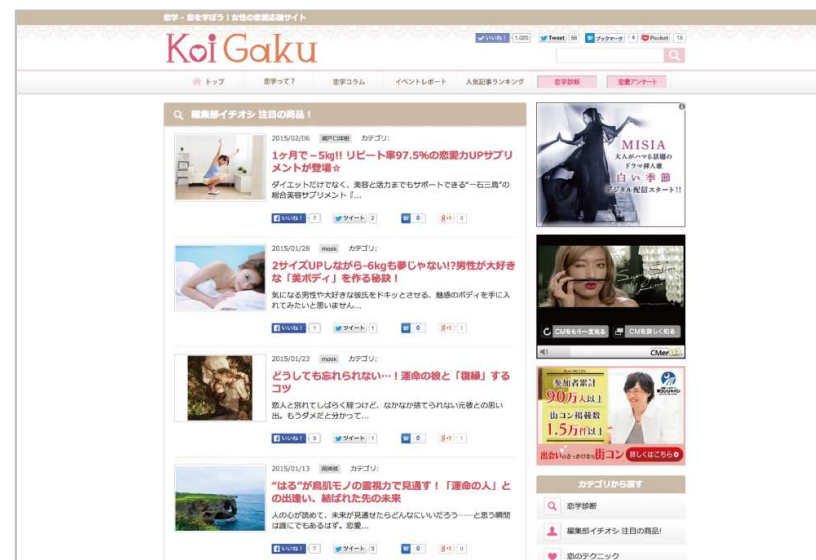 恋学 - 恋を学ぼう！女性の恋愛応援サイト
Koi Gaku
いいね！ 1,020 Tweet 56 ブックマーク 4 Pocket 18
トップ 恋学って？ 恋学コラム イベントレポート 人気記事ランキング 恋学診断 恋愛アンケート
編集部イチオシ 注目の商品！
2015/02/06 瀬戸口祥樹 カテゴリ:
1ヶ月で－5㎏!! リピート率97.5%の恋愛力UPサプリ
メントが登場☆
ダイエットだけでなく、美容と活力までもサポートできる“一石三鳥”の
総合美容サプリメント『...
いいね！ 7 ツイート 2 0 g+1 0
2015/01/28 mook カテゴリ:
2サイズUPしながら-6kgも夢じゃない!?男性が大好き
な「美ボディ」を作る秘訣！
気になる男性や大好きな彼氏をドキッとさせる、魅惑のボディを手に入
れてみたいと思いません...
いいね！ 1 ツイート 1 0 g+1 1
2015/01/23 mook カテゴリ:
どうしても忘れられない…！運命の彼と「復縁」する
コツ
恋人と別れてしばらく経つけど、なかなか捨てられない元彼との思い
出。もうダメだと分かって...
いいね！ 3 ツイート 1 0 g+1 1
2015/01/13 カテゴリ:
“はる”が鳥肌モノの霊視力で見通す！「運命の人」と
の出逢い、結ばれた先の未来
人の心が読めて、未来が見通せたらどんなにいいだろう……と思う瞬間
は誰にでもあるはず。恋愛...
いいね！ 7 ツイート 3 0 g+1 0
MISIA
大人がハマる話題の
ドラマ挿入歌
白い季節
デジタル配信スタート!!
CMをもう一度見る CMを詳しく知る
CMer
参加者累計
90万人以上
街コン掲載数
1.5万件以上
出会いのきっかけなら街コン 詳しくはこちら
カテゴリから探す
恋学診断
編集部イチオシ 注目の商品!
恋のテクニック